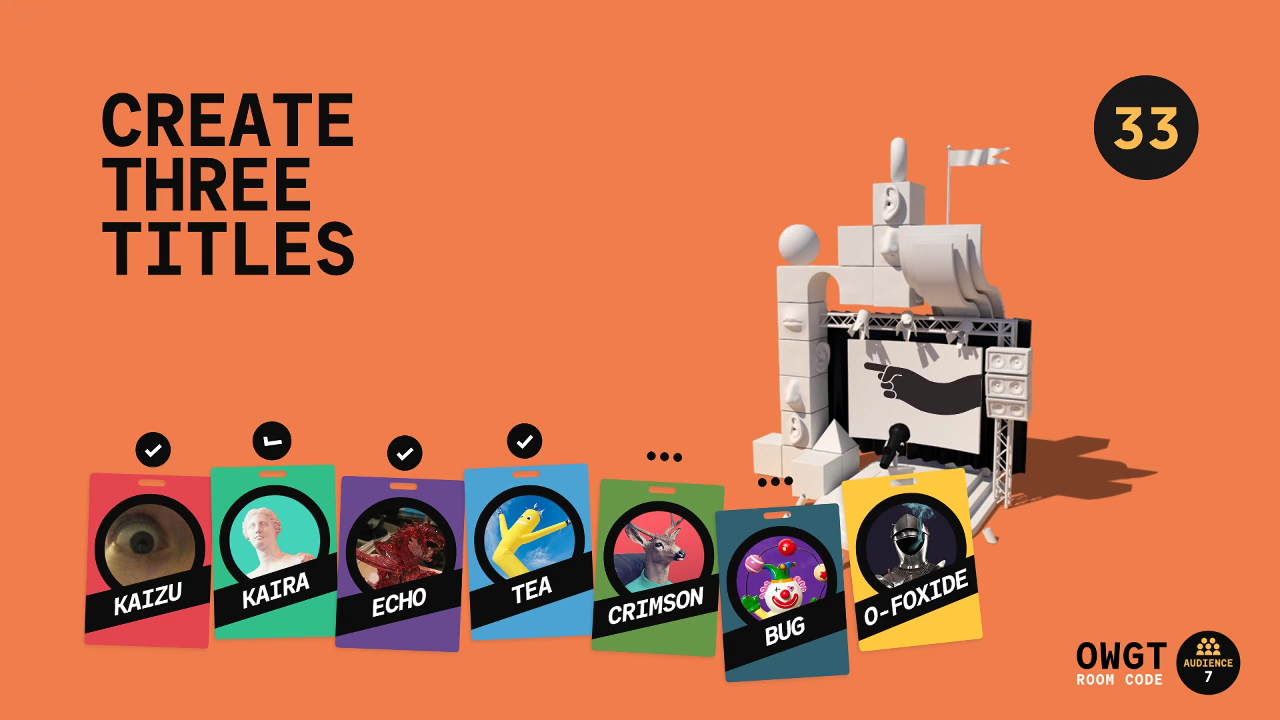 CREATE
THREE
TITLES
33
KAIZU
KAIRA
ECHO
TEA
CRIMSON
BUG
O-FOXIDE
OWGT
ROOM CODE
AUDIENCE
7